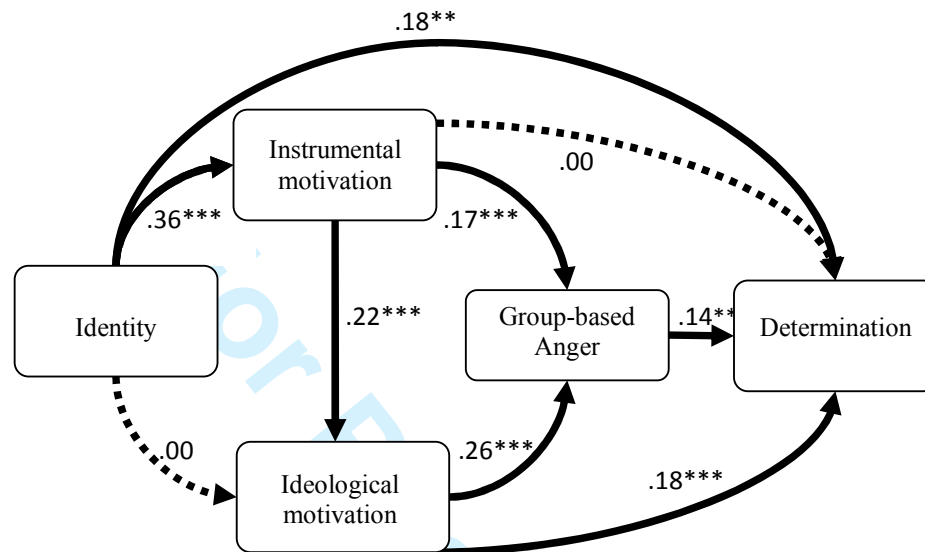 .18**
Instrumental
motivation
.00
.36***
.17***
Identity
.22***
Group-based
Anger
.14**
Determination
.00
Ideological
motivation
.26***
.18***